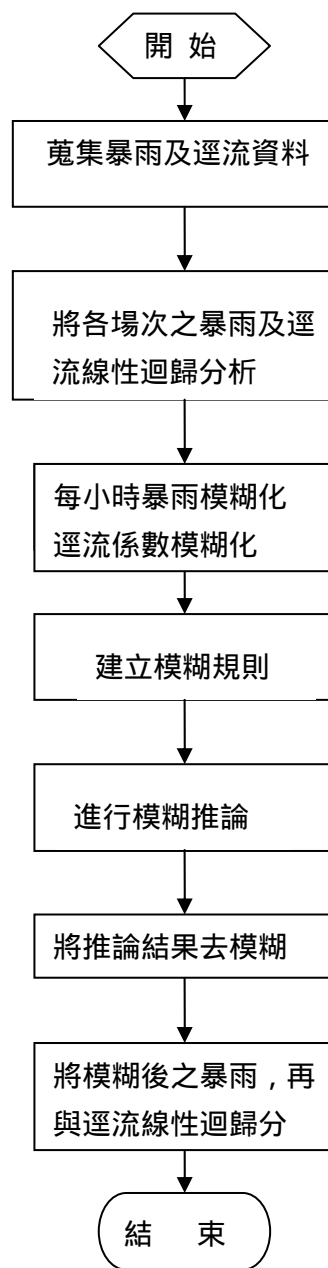 開 始
蒐集暴雨及逕流資料
將各場次之暴雨及逕
流線性迴歸分析
每小時暴雨模糊化
逕流係數模糊化
建立模糊規則
進行模糊推論
將推論結果去模糊
將模糊後之暴雨，再
與逕流線性迴歸分
結 束